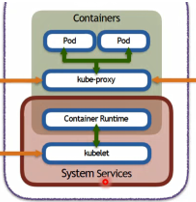 Containers
Pod Pod
kube-proxy
Container Runtime
kubelet
System Services